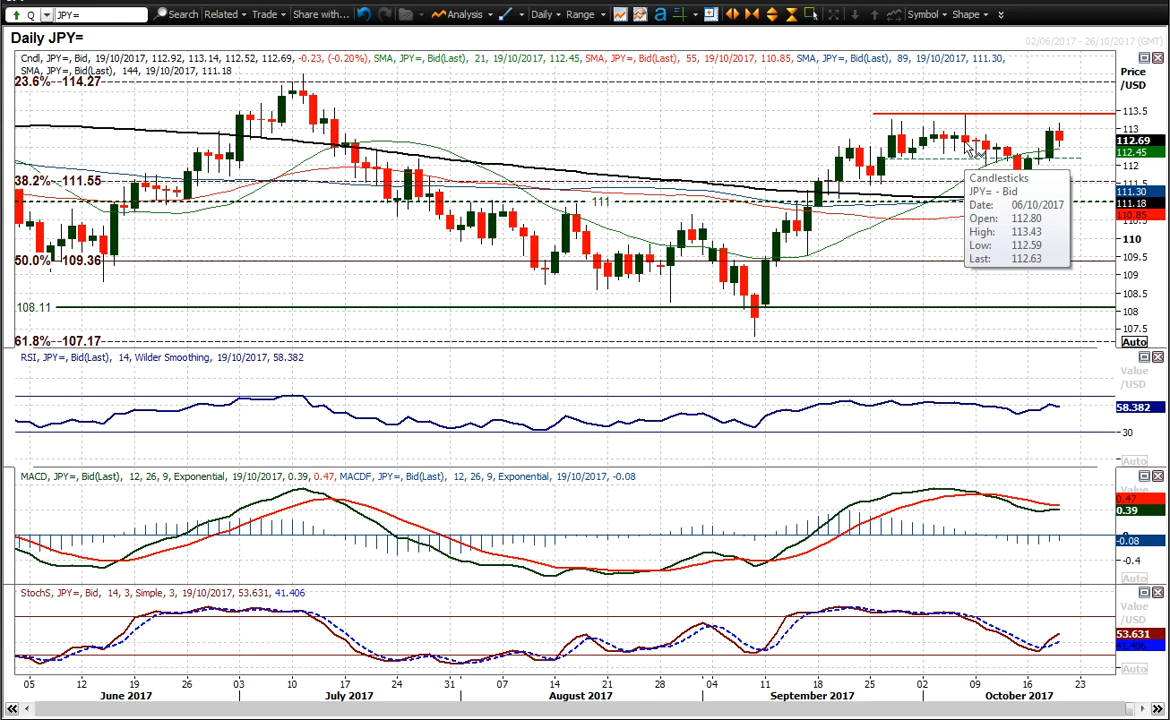 Q JPY= Search Related Trade Share with... Analysis Daily Range Symbol Shape
Daily JPY=
02/06/2017 - 26/10/2017 (GMT)
Cndl, JPY=, Bid, 19/10/2017, 112.92, 113.14, 112.52, 112.69, -0.23, (-0.20%), SMA, JPY=, Bid(Last), 21, 19/10/2017, 112.45, SMA, JPY=, Bid(Last), 55, 19/10/2017, 110.85, SMA, JPY=, Bid(Last), 89, 19/10/2017, 111.30,
SMA, JPY=, Bid(Last), 144, 19/10/2017, 111.18
Price
/USD
23.6% 114.27
113.5
113
112.69
112.45
112
38.2% 111.55
111.5
111.30
111
111.18
110.85
110.5
110
50.0% 109.36
109.5
109
108.5
108.11
108
107.5
61.8% 107.17
Auto
Candlesticks
JPY= - Bid
Date: 06/10/2017
Open: 112.80
High: 113.43
Low: 112.59
Last: 112.63
RSI, JPY=, Bid(Last), 14, Wilder Smoothing, 19/10/2017, 58.382
Value
/USD
58.382
30
Auto
MACD, JPY=, Bid(Last), 12, 26, 9, Exponential, 19/10/2017, 0.39, 0.47, MACDF, JPY=, Bid(Last), 12, 26, 9, Exponential, 19/10/2017, -0.08
Value
0.47
0.39
-0.08
-0.4
Auto
StochS, JPY=, Bid, 14, 3, Simple, 3, 19/10/2017, 53.631, 41.406
Value
/USD
53.631
41.406
Auto
05 12 19 26 03 10 17 24 31 07 14 21 28 04 11 18 25 02 09 16 23
June 2017 July 2017 August 2017 September 2017 October 2017